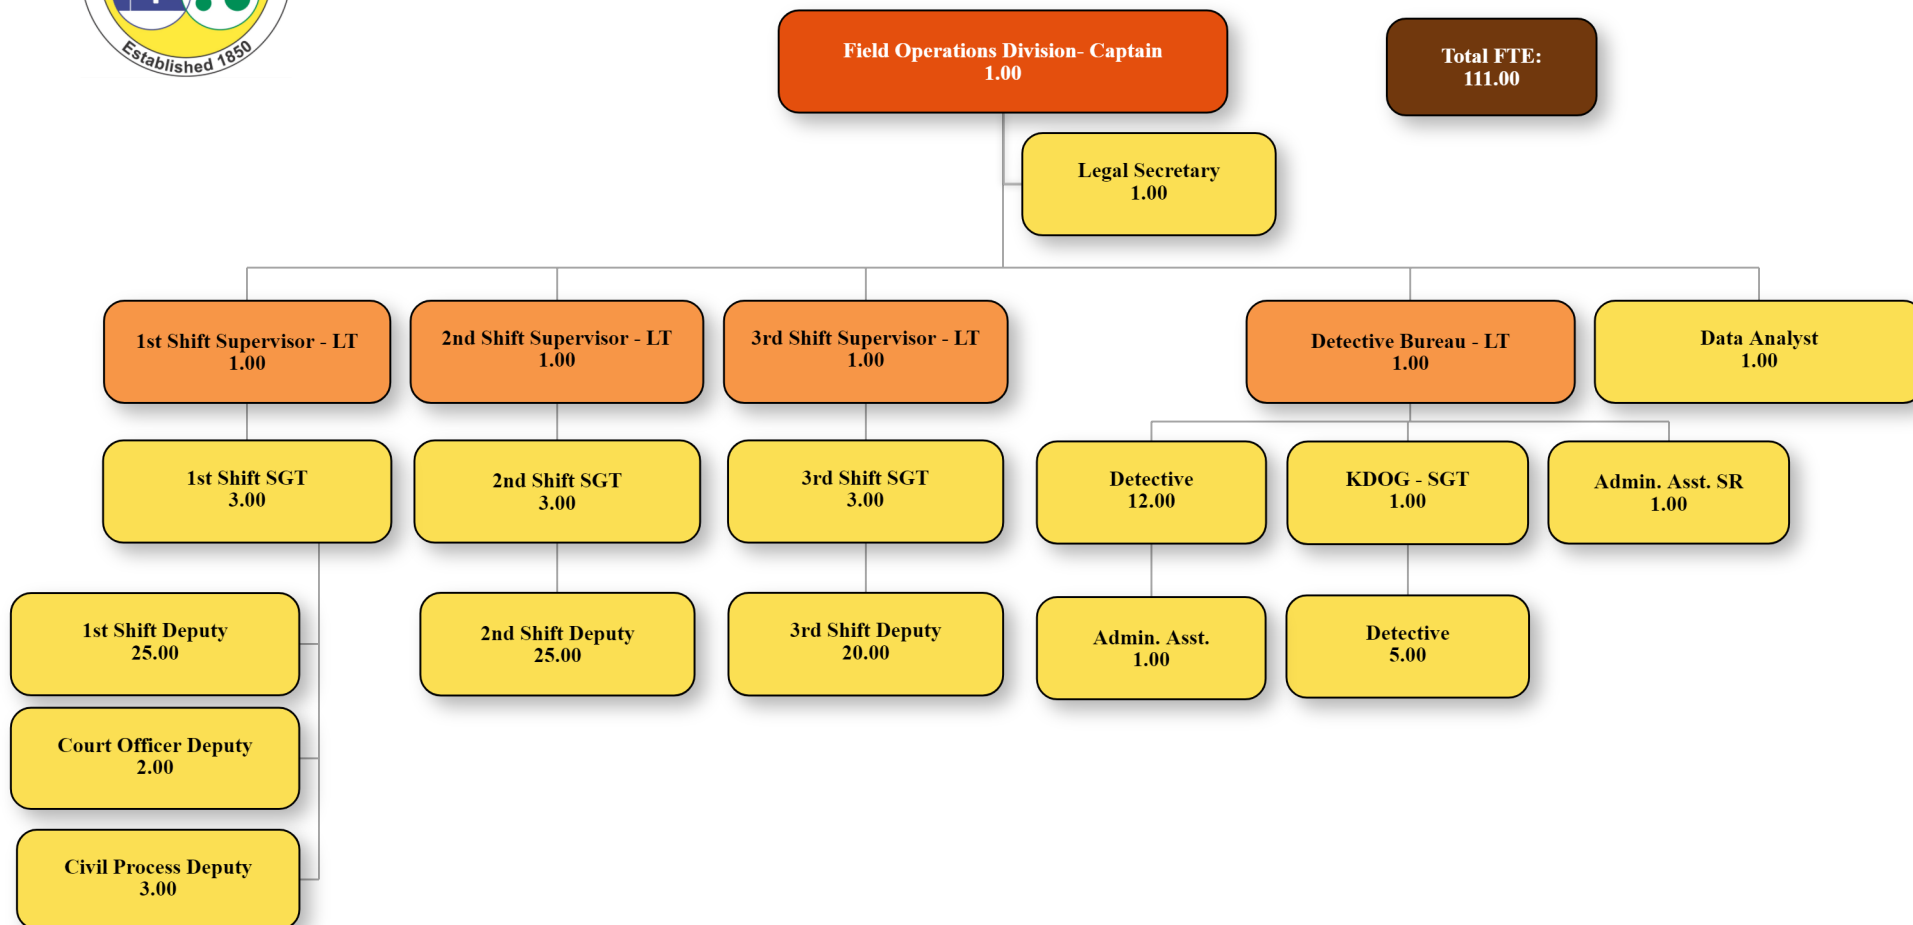 Established 1850
Field Operations Division- Captain
1.00
Total FTE:
111.00
Legal Secretary
1.00
1st Shift Supervisor - LT
1.00
2nd Shift Supervisor - LT
1.00
3rd Shift Supervisor - LT
1.00
Detective Bureau - LT
1.00
Data Analyst
1.00
1st Shift SGT
3.00
2nd Shift SGT
3.00
3rd Shift SGT
3.00
Detective
12.00
KDOG - SGT
1.00
Admin. Asst. SR
1.00
1st Shift Deputy
25.00
2nd Shift Deputy
25.00
3rd Shift Deputy
20.00
Admin. Asst.
1.00
Detective
5.00
Court Officer Deputy
2.00
Civil Process Deputy
3.00